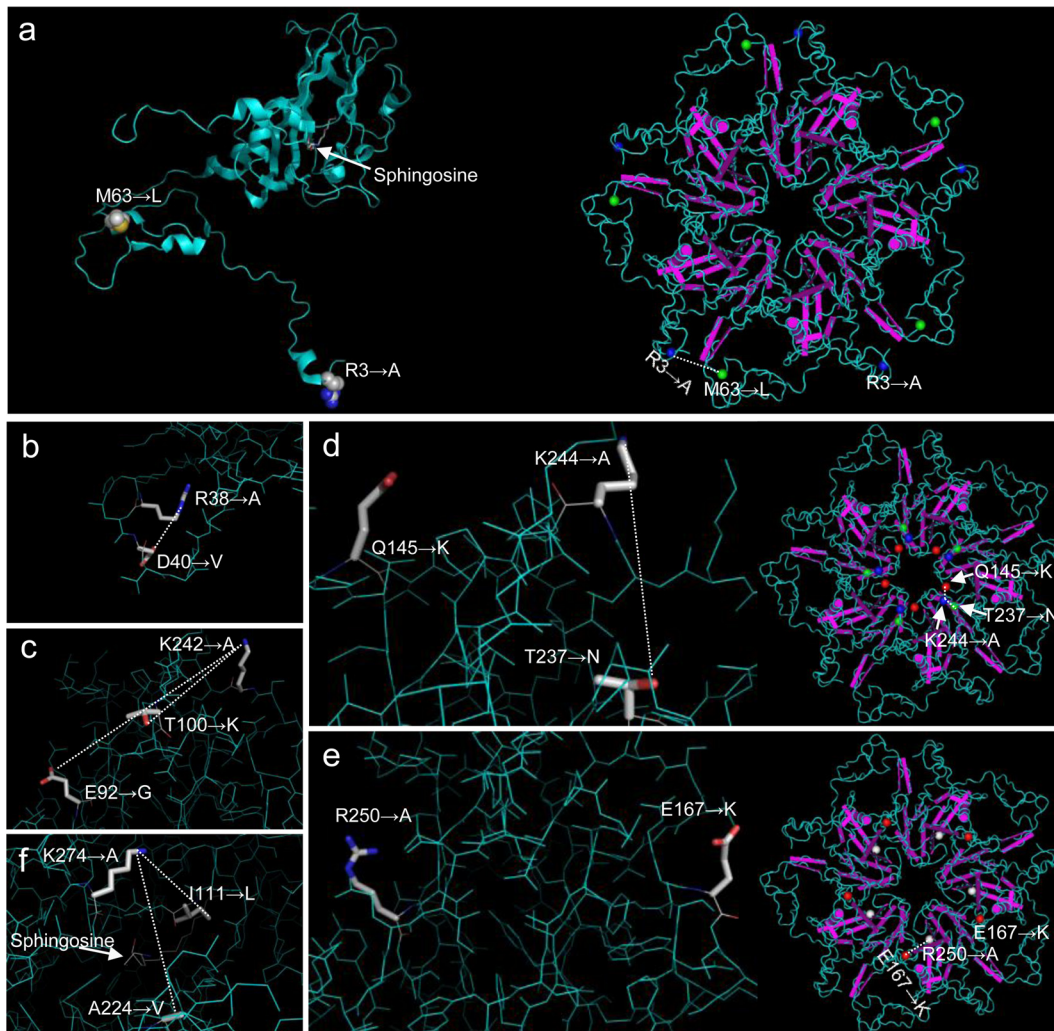 a
Sphingosine
M63→L
R3→A
R3→A
M63→L
R3→A
b
R38→A
D40→V
c
K242→A
T100→K
E92→G
d
K244→A
Q145→K
T237→N
Q145→K
T237→N
K244→A
e
R250→A
E167→K
E167→K
R250→A
E167→K
f
K274→A
I111→L
Sphingosine
A224→V